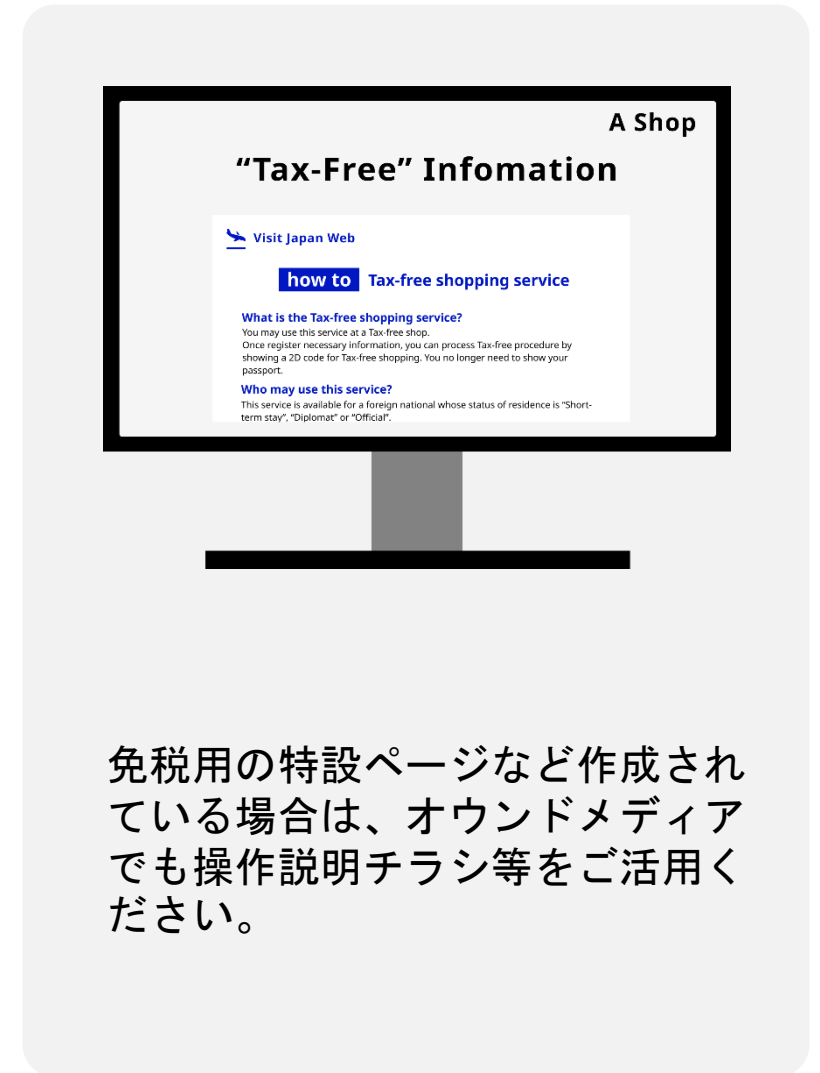 A Shop
“Tax-Free” Infomation
Visit Japan Web
how to Tax-free shopping service
What is the Tax-free shopping service?
You may use this service at a Tax-free shop.
Once register necessary information, you can process Tax-free procedure by
showing a 2D code for Tax-free shopping. You no longer need to show your
passport.
Who may use this service?
This service is available for a foreign national whose status of residence is “Short-
term stay”, “Diplomat” or “Official”.
免税用の特設ページなど作成され
ている場合は、オウンドメディア
でも操作説明チラシ等をご活用く
ださい。